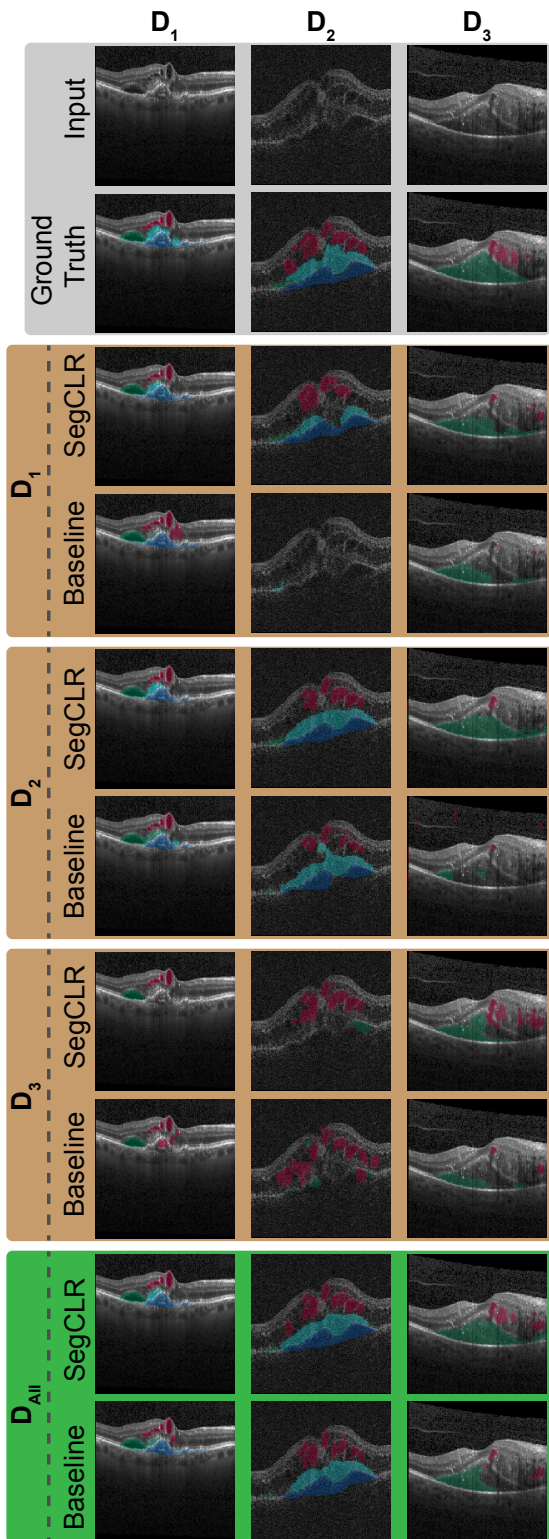 D1 D2 D3
Input
Ground
Truth
D1
SegCLR
Baseline
D2
SegCLR
Baseline
D3
SegCLR
Baseline
DAll
SegCLR
Baseline